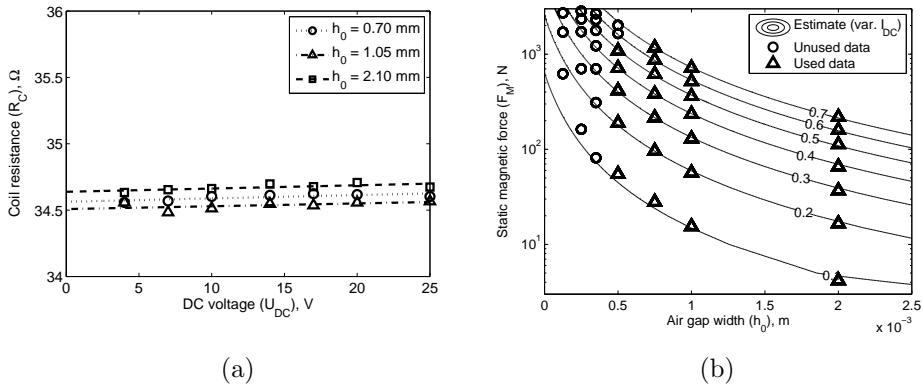 36
35.5
35
34.5
34
0
5
10
15
20
25
Coil resistance (R_C), Ω
DC voltage (U_DC), V
h_0 = 0.70 mm
h_0 = 1.05 mm
h_0 = 2.10 mm
(a)
10^3
10^2
10^1
0
0.5
1
1.5
2
2.5
x 10^−3
Static magnetic force (F_M), N
Air gap width (h_0), m
Estimate (var. I_DC)
Unused data
Used data
0.7
0.6
0.5
0.4
0.3
0.2
(b)